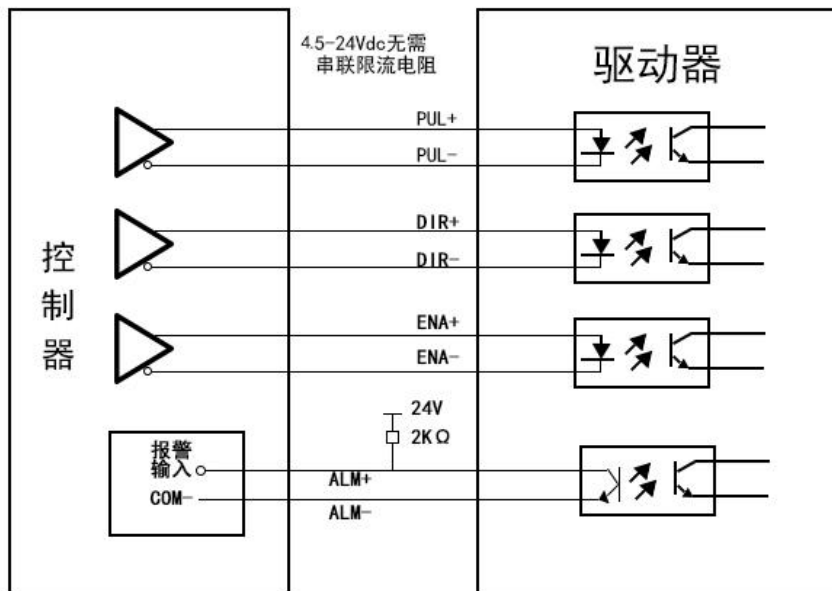 4.5-24Vdc无需
串联限流电阻
驱动器
PUL+
PUL-
DIR+
DIR-
控制器
ENA+
ENA-
24V
2KΩ
报警
输入
ALM+
COM-
ALM-